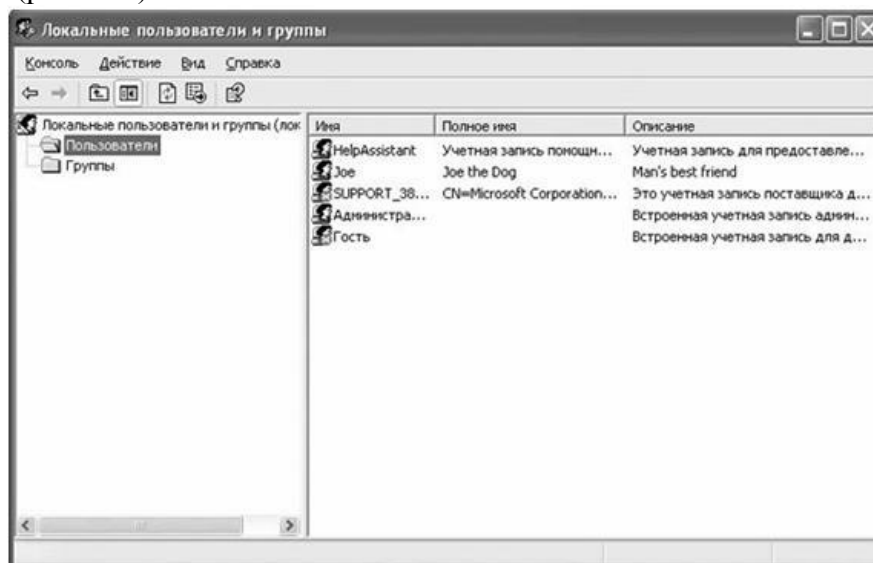 Локальные пользователи и группы
Консоль Действие Вид Справка
Локальные пользователи и группы (лок
Пользователи
Группы
Имя Полное имя Описание
HelpAssistant Учетная запись помощн... Учетная запись для предоставле...
Joe Joe the Dog Man's best friend
SUPPORT_38... CN=Microsoft Corporation... Это учетная запись поставщика д...
Администра... Встроенная учетная запись админ...
Гость Встроенная учетная запись для д...